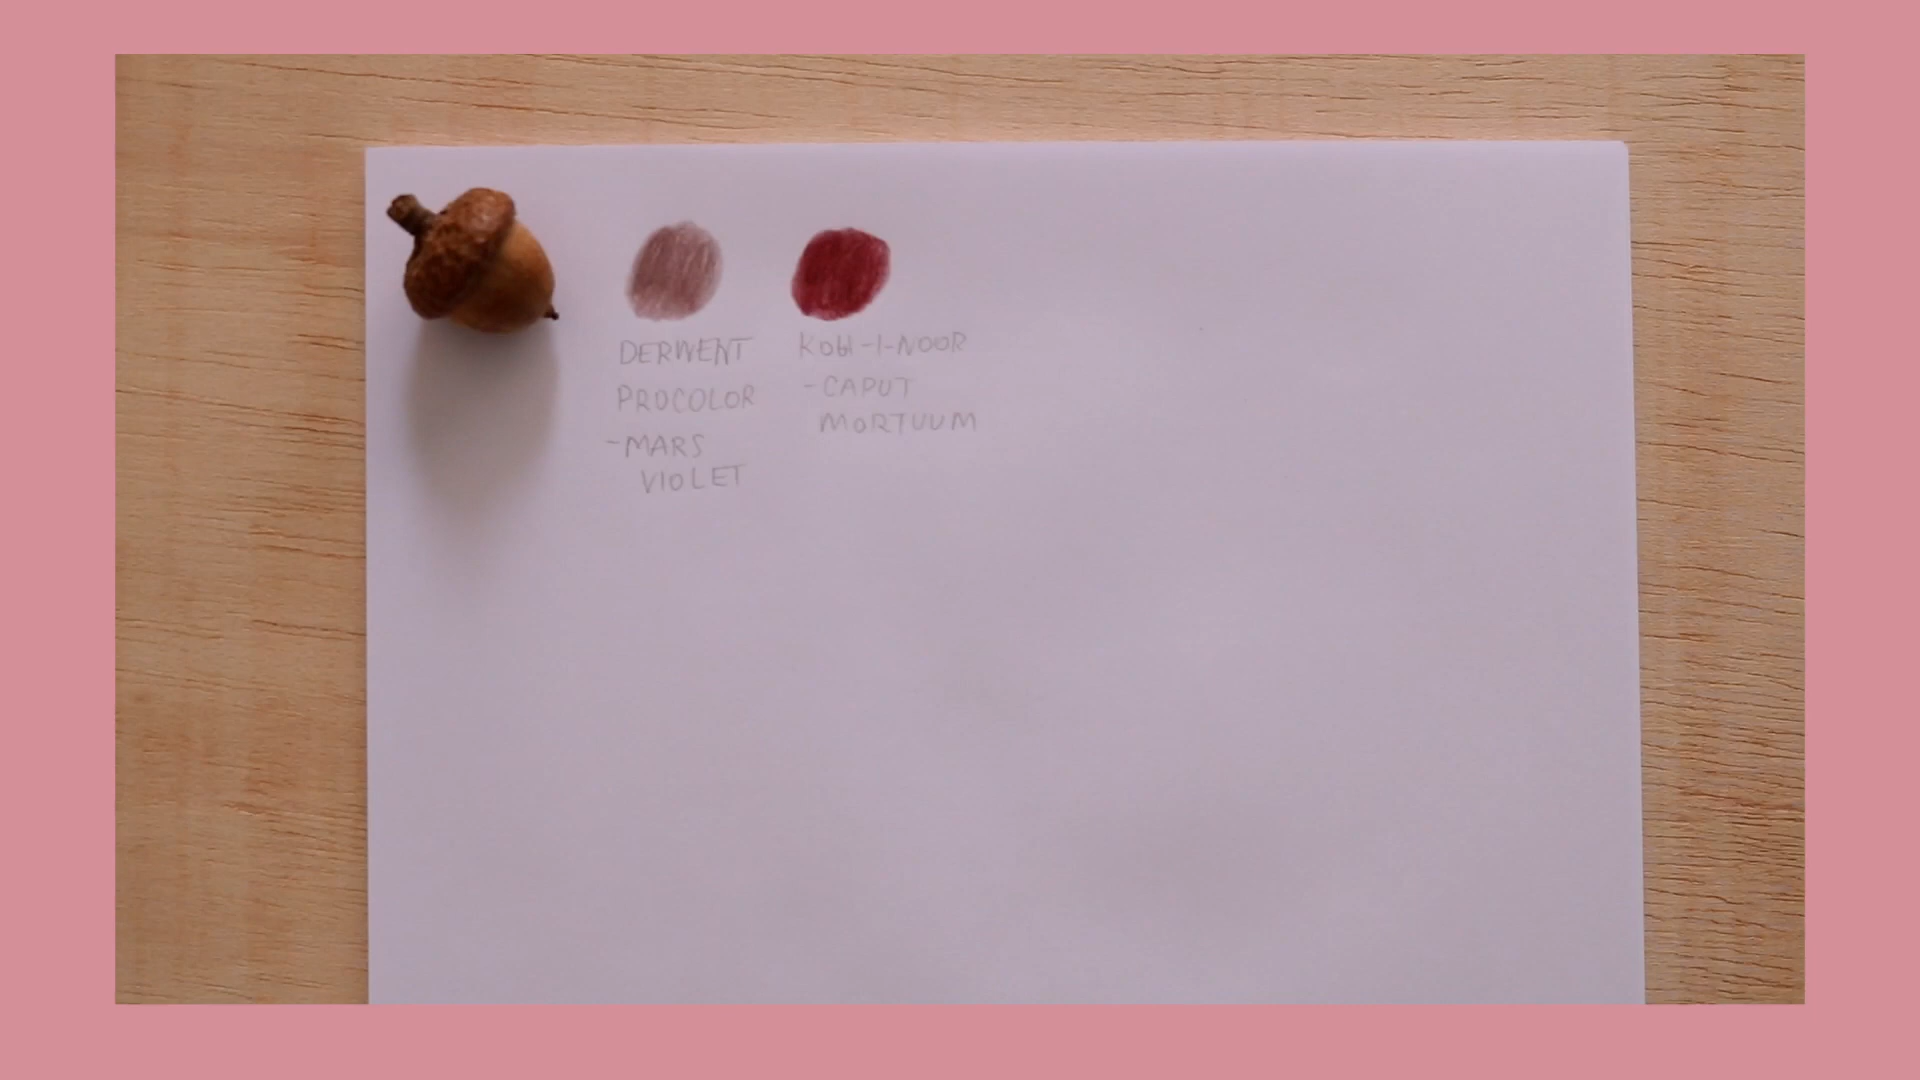 DERWENT
PROCOLOR
-MARS
VIOLET
KOH-I-NOOR
-CAPUT
MORTUUM